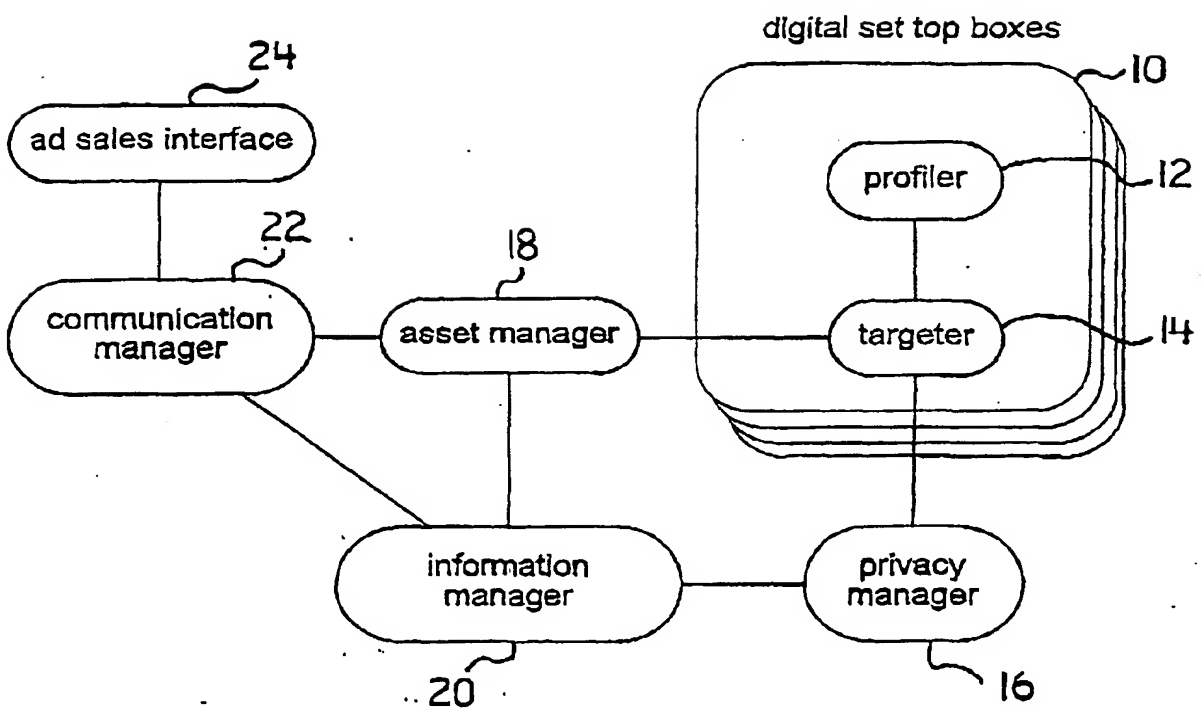 digital set top boxes
10
24
ad sales interface
profiler
12
22
18
communication
manager
asset manager
targeter
14
information
manager
privacy
manager
20
16